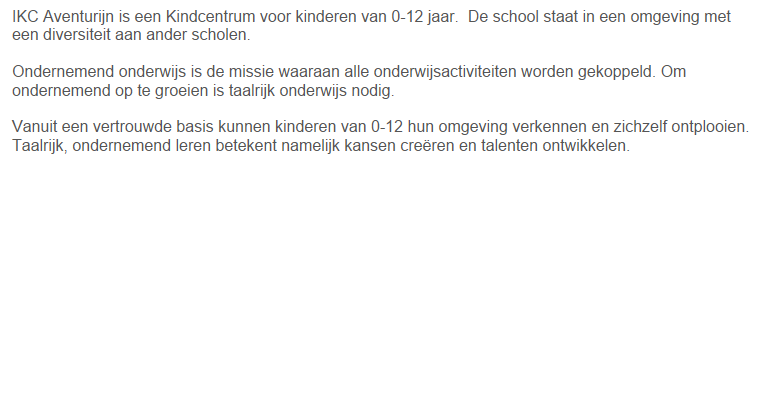 IKC Aventurijn is een Kindcentrum voor kinderen van 0-12 jaar.  De school staat in een omgeving met
een diversiteit aan ander scholen.
Ondernemend onderwijs is de missie waaraan alle onderwijsactiviteiten worden gekoppeld. Om
ondernemend op te groeien is taalrijk onderwijs nodig.
Vanuit een vertrouwde basis kunnen kinderen van 0-12 hun omgeving verkennen en zichzelf ontplooien.
Taalrijk, ondernemend leren betekent namelijk kansen creëren en talenten ontwikkelen.